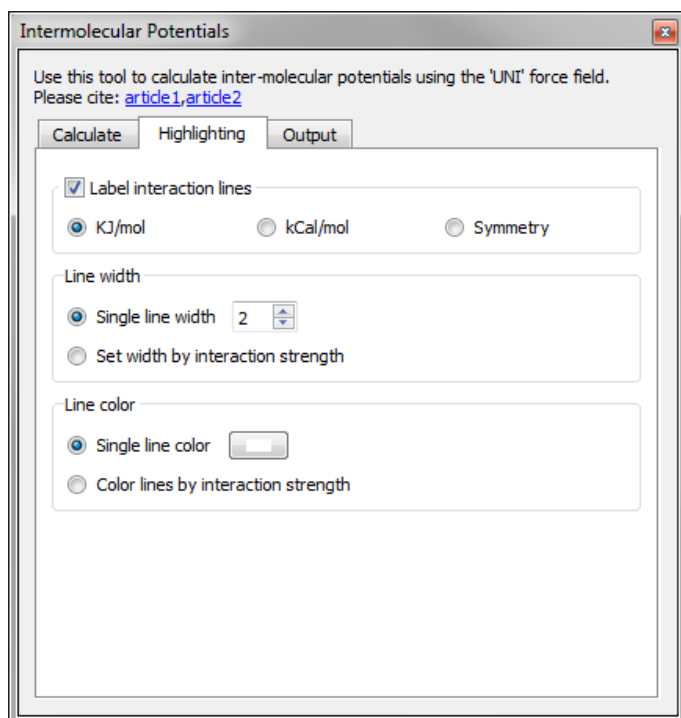 Intermolecular Potentials
Use this tool to calculate inter-molecular potentials using the 'UNI' force field.
Please cite: article1,article2
Calculate Highlighting Output
Label interaction lines
KJ/mol kCal/mol Symmetry
Line width
Single line width 2
Set width by interaction strength
Line color
Single line color
Color lines by interaction strength